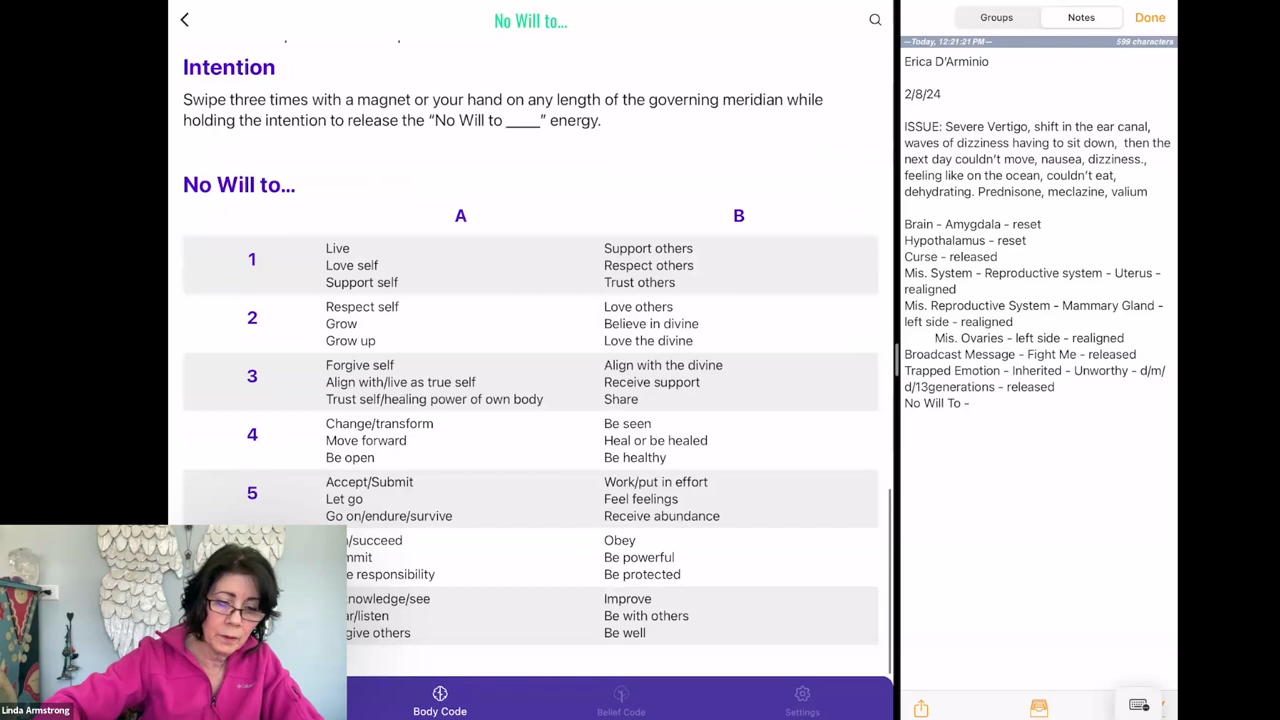 No Will to...
Intention
Swipe three times with a magnet or your hand on any length of the governing meridian while
holding the intention to release the “No Will to ____” energy.
No Will to...
A
B
1
Live
Love self
Support self
Support others
Respect others
Trust others
2
Respect self
Grow
Grow up
Love others
Believe in divine
Love the divine
3
Forgive self
Align with/live as true self
Trust self/healing power of own body
Align with the divine
Receive support
Share
4
Change/transform
Move forward
Be open
Be seen
Heal or be healed
Be healthy
5
Accept/Submit
Let go
Go on/endure/survive
Work/put in effort
Feel feelings
Receive abundance
/succeed
mmit
e responsibility
Obey
Be powerful
Be protected
knowledge/see
ar/listen
give others
Improve
Be with others
Be well
Body Code
Belief Code
Settings
Linda Armstrong
Groups
Notes
Done
—Today, 12:21:21 PM—
599 characters
Erica D’Arminio
2/8/24
ISSUE: Severe Vertigo, shift in the ear canal,
waves of dizziness having to sit down,  then the
next day couldn’t move, nausea, dizziness.,
feeling like on the ocean, couldn’t eat,
dehydrating. Prednisone, meclazine, valium
Brain - Amygdala - reset
Hypothalamus - reset
Curse - released
Mis. System - Reproductive system - Uterus -
realigned
Mis. Reproductive System - Mammary Gland -
left side - realigned
Mis. Ovaries - left side - realigned
Broadcast Message - Fight Me - released
Trapped Emotion - Inherited - Unworthy - d/m/
d/13generations - released
No Will To -